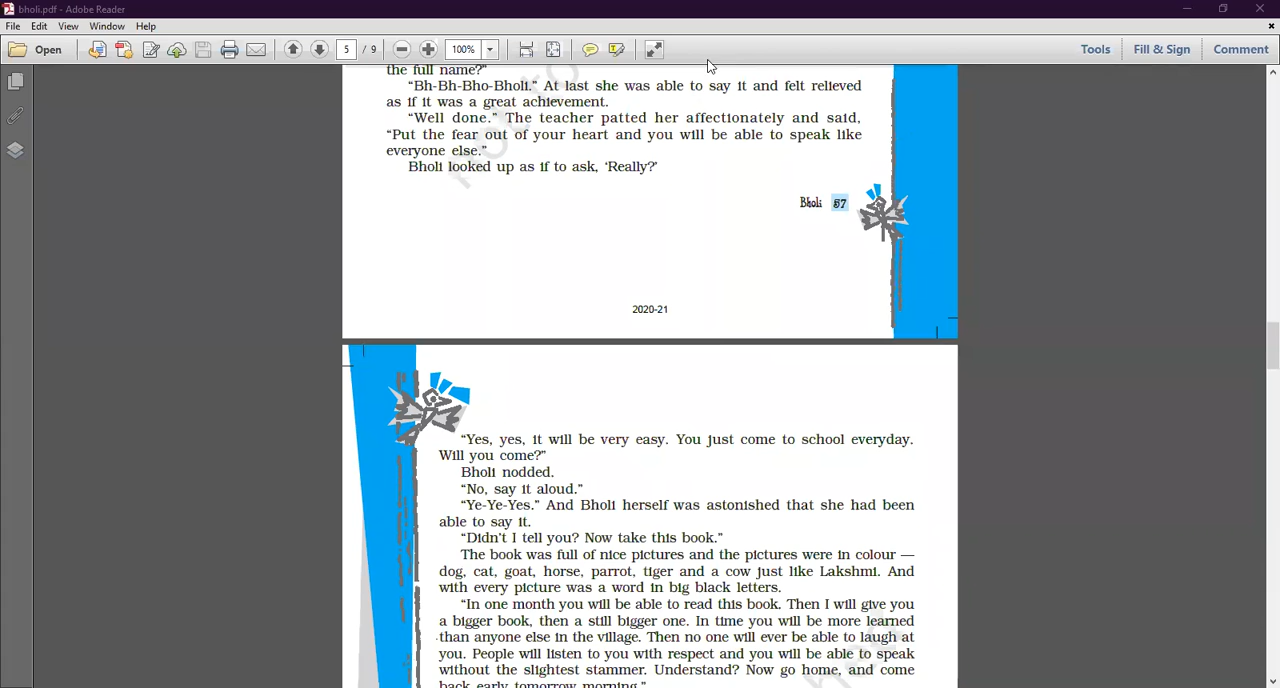 bholi.pdf - Adobe Reader
File Edit View Window Help
Open 5 / 9 100% Tools Fill & Sign Comment
the full name?”
“Bh-Bh-Bho-Bholi.” At last she was able to say it and felt relieved
as if it was a great achievement.
“Well done.” The teacher patted her affectionately and said,
“Put the fear out of your heart and you will be able to speak like
everyone else.”
Bholi looked up as if to ask, ‘Really?’
Bholi 57
not to
2020-21
“Yes, yes, it will be very easy. You just come to school everyday.
Will you come?”
Bholi nodded.
“No, say it aloud.”
“Ye-Ye-Yes.” And Bholi herself was astonished that she had been
able to say it.
“Didn’t I tell you? Now take this book.”
The book was full of nice pictures and the pictures were in colour —
dog, cat, goat, horse, parrot, tiger and a cow just like Lakshmi. And
with every picture was a word in big black letters.
“In one month you will be able to read this book. Then I will give you
a bigger book, then a still bigger one. In time you will be more learned
than anyone else in the village. Then no one will ever be able to laugh at
you. People will listen to you with respect and you will be able to speak
without the slightest stammer. Understand? Now go home, and come
back early tomorrow morning.”